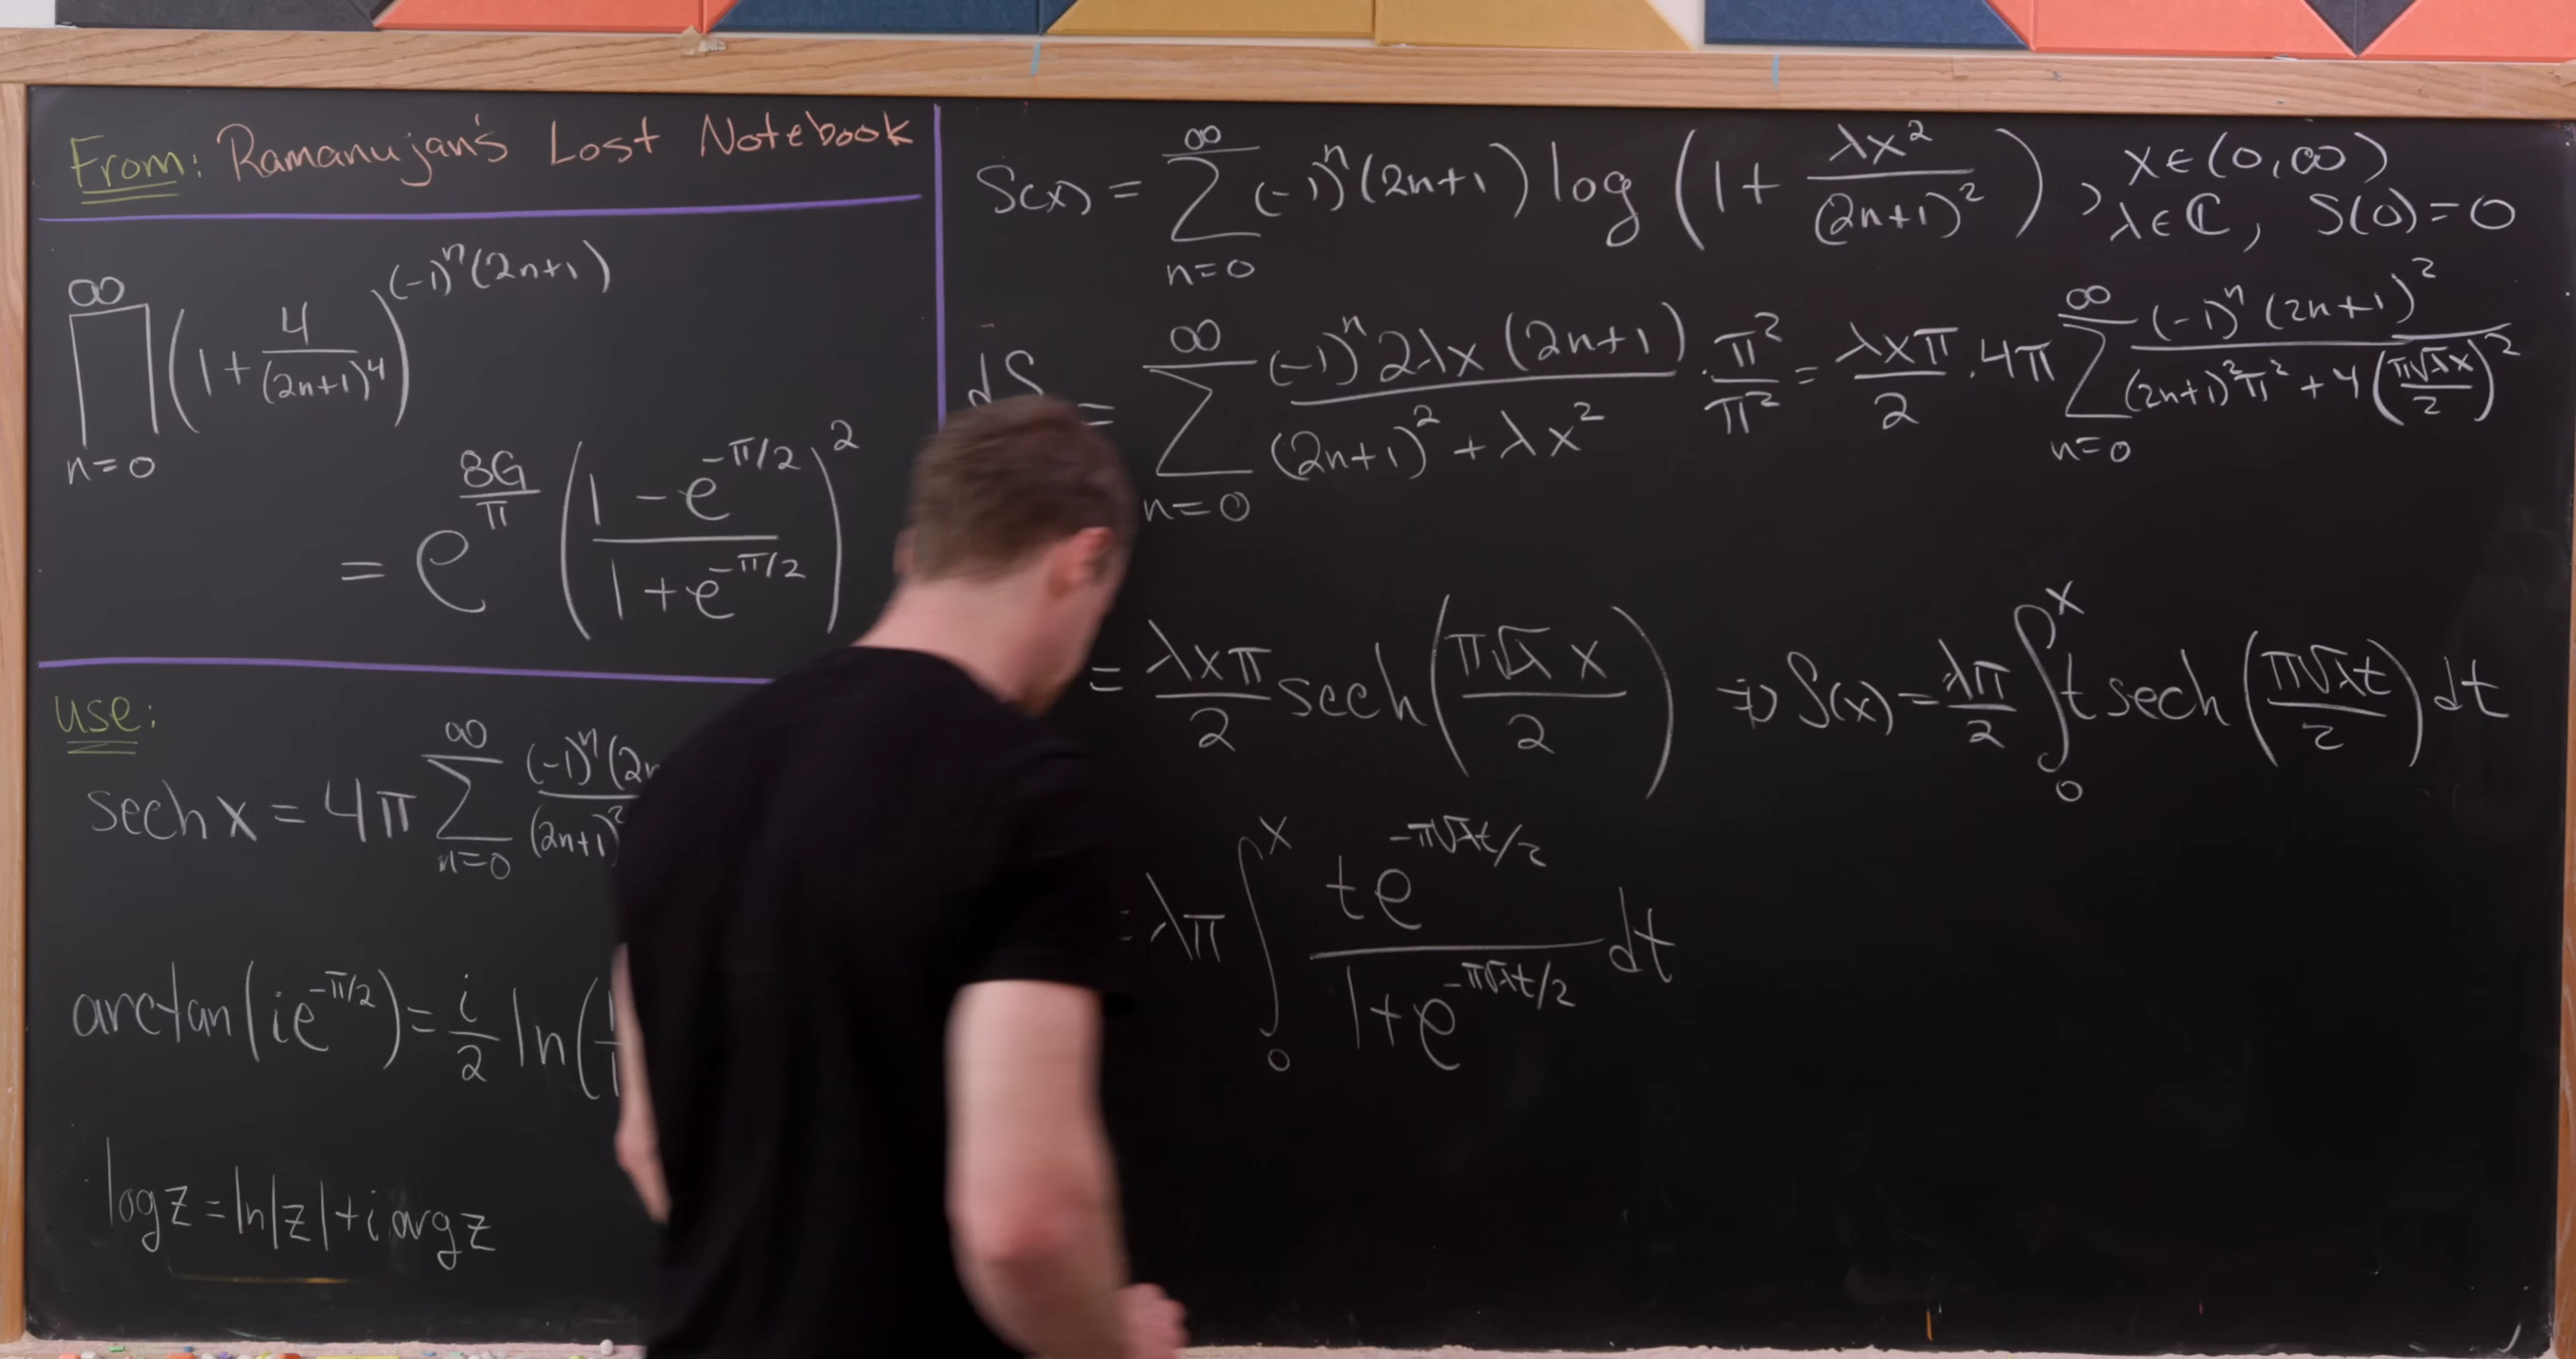 From: Ramanujan's Lost Notebook
∞ ∏ n=0 (1 + 4/(2n+1)^4)^((-1)^n (2n+1))
= e^(8G/π) ((1 - e^(-π/2))/(1 + e^(-π/2)))^2
use:
sech x = 4π ∞ Σ n=0 (-1)^n (2n
(2n+1)^2
arctan(ie^(-π/2)) = i/2 ln(
log z = ln|z| + i arg z
S(x) = ∞ Σ n=0 (-1)^n (2n+1) log(1 + λx^2/(2n+1)^2), x∈(0,∞)
λ∈ℂ, S(0)=0
dS = ∞ Σ n=0 (-1)^n 2λx (2n+1)/((2n+1)^2 + λx^2) · π^2/π^2 = λxπ/2 · 4π ∞ Σ n=0 (-1)^n (2n+1)^2/((2n+1)^2 π^2 + 4(π√λx/2)^2)
= λxπ/2 sech(π√λ x/2) ⇒ S(x) = λπ/2 ∫_0^x t sech(π√λt/2) dt
= λπ ∫_0^x te^(-π√λt/2)/(1 + e^(-π√λt/2)) dt